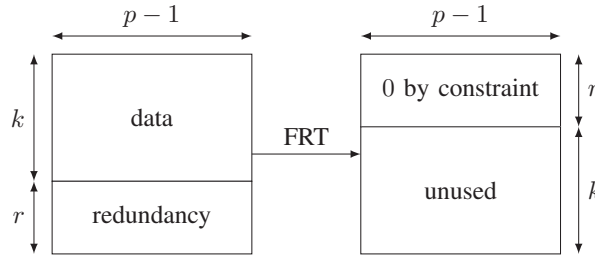 p − 1
p − 1
k
data
r
redundancy
FRT
0 by constraint
unused
r
k